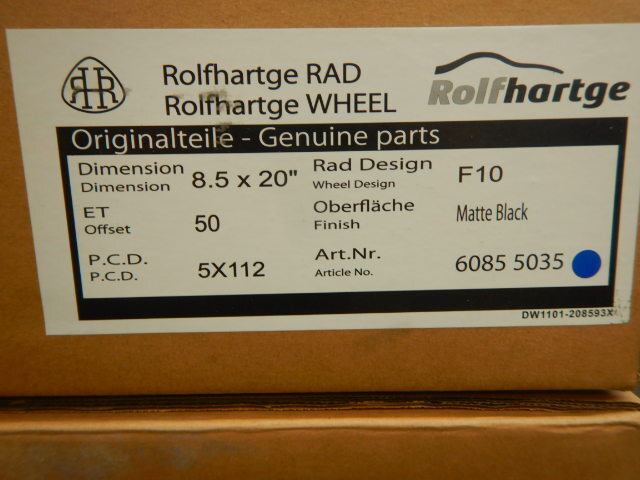 RHR
Rolfhartge RAD
Rolfhartge WHEEL
Rolfhartge
Originalteile - Genuine parts
Dimension 8.5 x 20" Rad Design F10
Dimension Wheel Design
ET 50 Oberfläche Matte Black
Offset Finish
P.C.D. 5X112 Art.Nr. 6085 5035
P.C.D. Article No.
DW1101-208593X